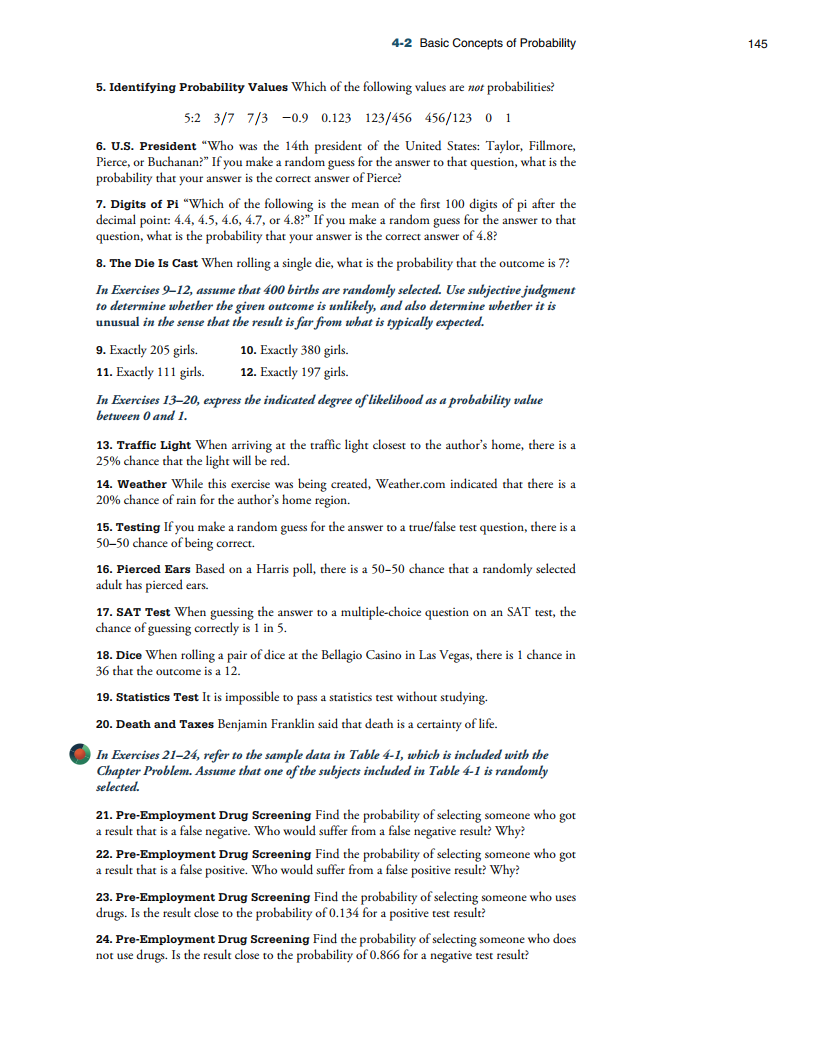 4-2 Basic Concepts of Probability 145
5. Identifying Probability Values Which of the following values are not probabilities?
5:2 3/7 7/3 −0.9 0.123 123/456 456/123 0 1
6. U.S. President “Who was the 14th president of the United States: Taylor, Fillmore,
Pierce, or Buchanan?” If you make a random guess for the answer to that question, what is the
probability that your answer is the correct answer of Pierce?
7. Digits of Pi “Which of the following is the mean of the first 100 digits of pi after the
decimal point: 4.4, 4.5, 4.6, 4.7, or 4.8?” If you make a random guess for the answer to that
question, what is the probability that your answer is the correct answer of 4.8?
8. The Die Is Cast When rolling a single die, what is the probability that the outcome is 7?
In Exercises 9–12, assume that 400 births are randomly selected. Use subjective judgment
to determine whether the given outcome is unlikely, and also determine whether it is
unusual in the sense that the result is far from what is typically expected.
9. Exactly 205 girls. 10. Exactly 380 girls.
11. Exactly 111 girls. 12. Exactly 197 girls.
In Exercises 13–20, express the indicated degree of likelihood as a probability value
between 0 and 1.
13. Traffic Light When arriving at the traffic light closest to the author’s home, there is a
25% chance that the light will be red.
14. Weather While this exercise was being created, Weather.com indicated that there is a
20% chance of rain for the author’s home region.
15. Testing If you make a random guess for the answer to a true/false test question, there is a
50–50 chance of being correct.
16. Pierced Ears Based on a Harris poll, there is a 50–50 chance that a randomly selected
adult has pierced ears.
17. SAT Test When guessing the answer to a multiple-choice question on an SAT test, the
chance of guessing correctly is 1 in 5.
18. Dice When rolling a pair of dice at the Bellagio Casino in Las Vegas, there is 1 chance in
36 that the outcome is a 12.
19. Statistics Test It is impossible to pass a statistics test without studying.
20. Death and Taxes Benjamin Franklin said that death is a certainty of life.
In Exercises 21–24, refer to the sample data in Table 4-1, which is included with the
Chapter Problem. Assume that one of the subjects included in Table 4-1 is randomly
selected.
21. Pre-Employment Drug Screening Find the probability of selecting someone who got
a result that is a false negative. Who would suffer from a false negative result? Why?
22. Pre-Employment Drug Screening Find the probability of selecting someone who got
a result that is a false positive. Who would suffer from a false positive result? Why?
23. Pre-Employment Drug Screening Find the probability of selecting someone who uses
drugs. Is the result close to the probability of 0.134 for a positive test result?
24. Pre-Employment Drug Screening Find the probability of selecting someone who does
not use drugs. Is the result close to the probability of 0.866 for a negative test result?